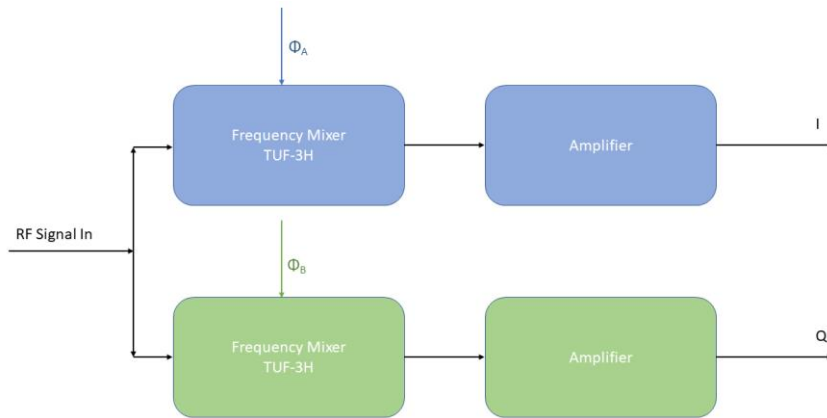 ΦA
Frequency Mixer
TUF-3H
Amplifier
I
RF Signal In
ΦB
Frequency Mixer
TUF-3H
Amplifier
Q